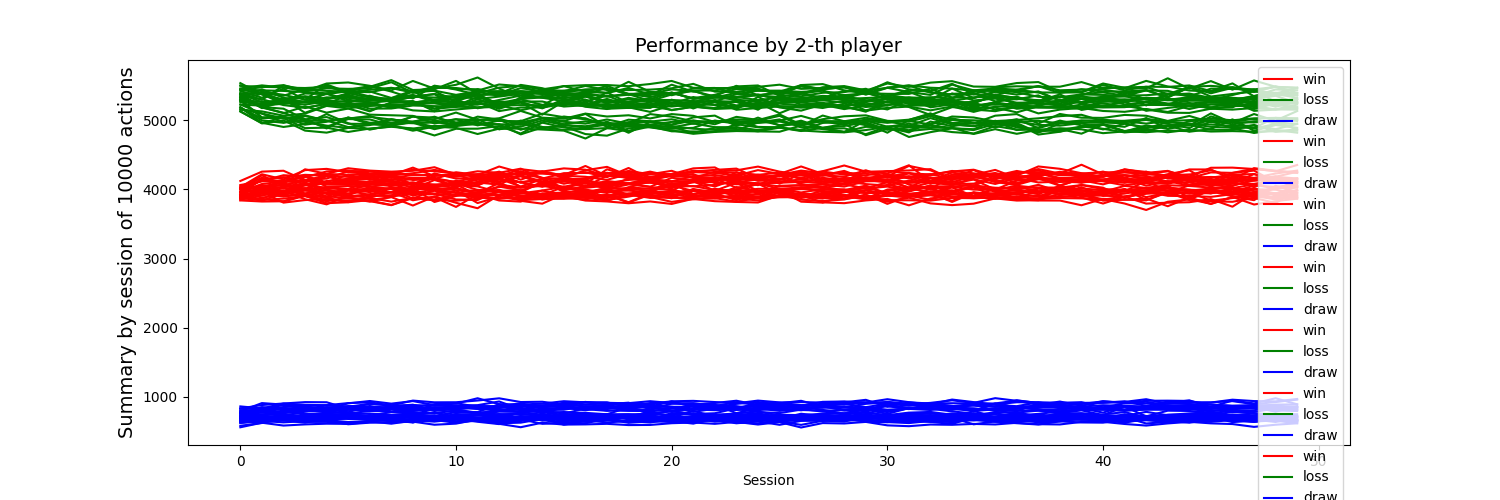 Performance by 2-th player
Summary by session of 10000 actions
5000
4000
3000
2000
1000
0
10
20
30
40
50
Session
win
loss
draw
win
loss
draw
win
loss
draw
win
loss
draw
win
loss
draw
win
loss
draw
win
loss
draw